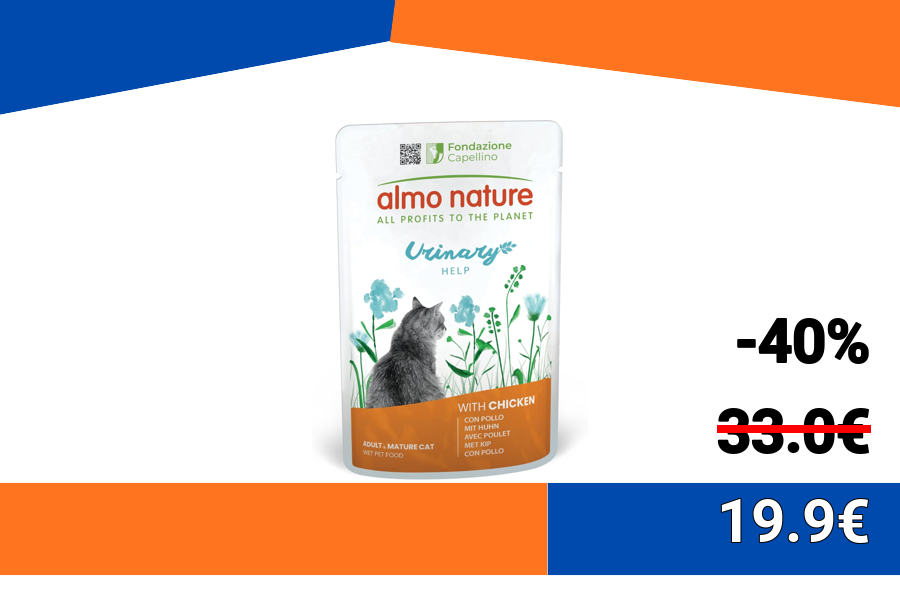 Fondazione
Capellino
almo nature
ALL PROFITS TO THE PLANET
Urinary
HELP
WITH CHICKEN
CON POLLO
MIT HUHN
AVEC POULET
MET KIP
CON POLLO
ADULT & MATURE CAT
WET PET FOOD
-40%
33.0€
19.9€